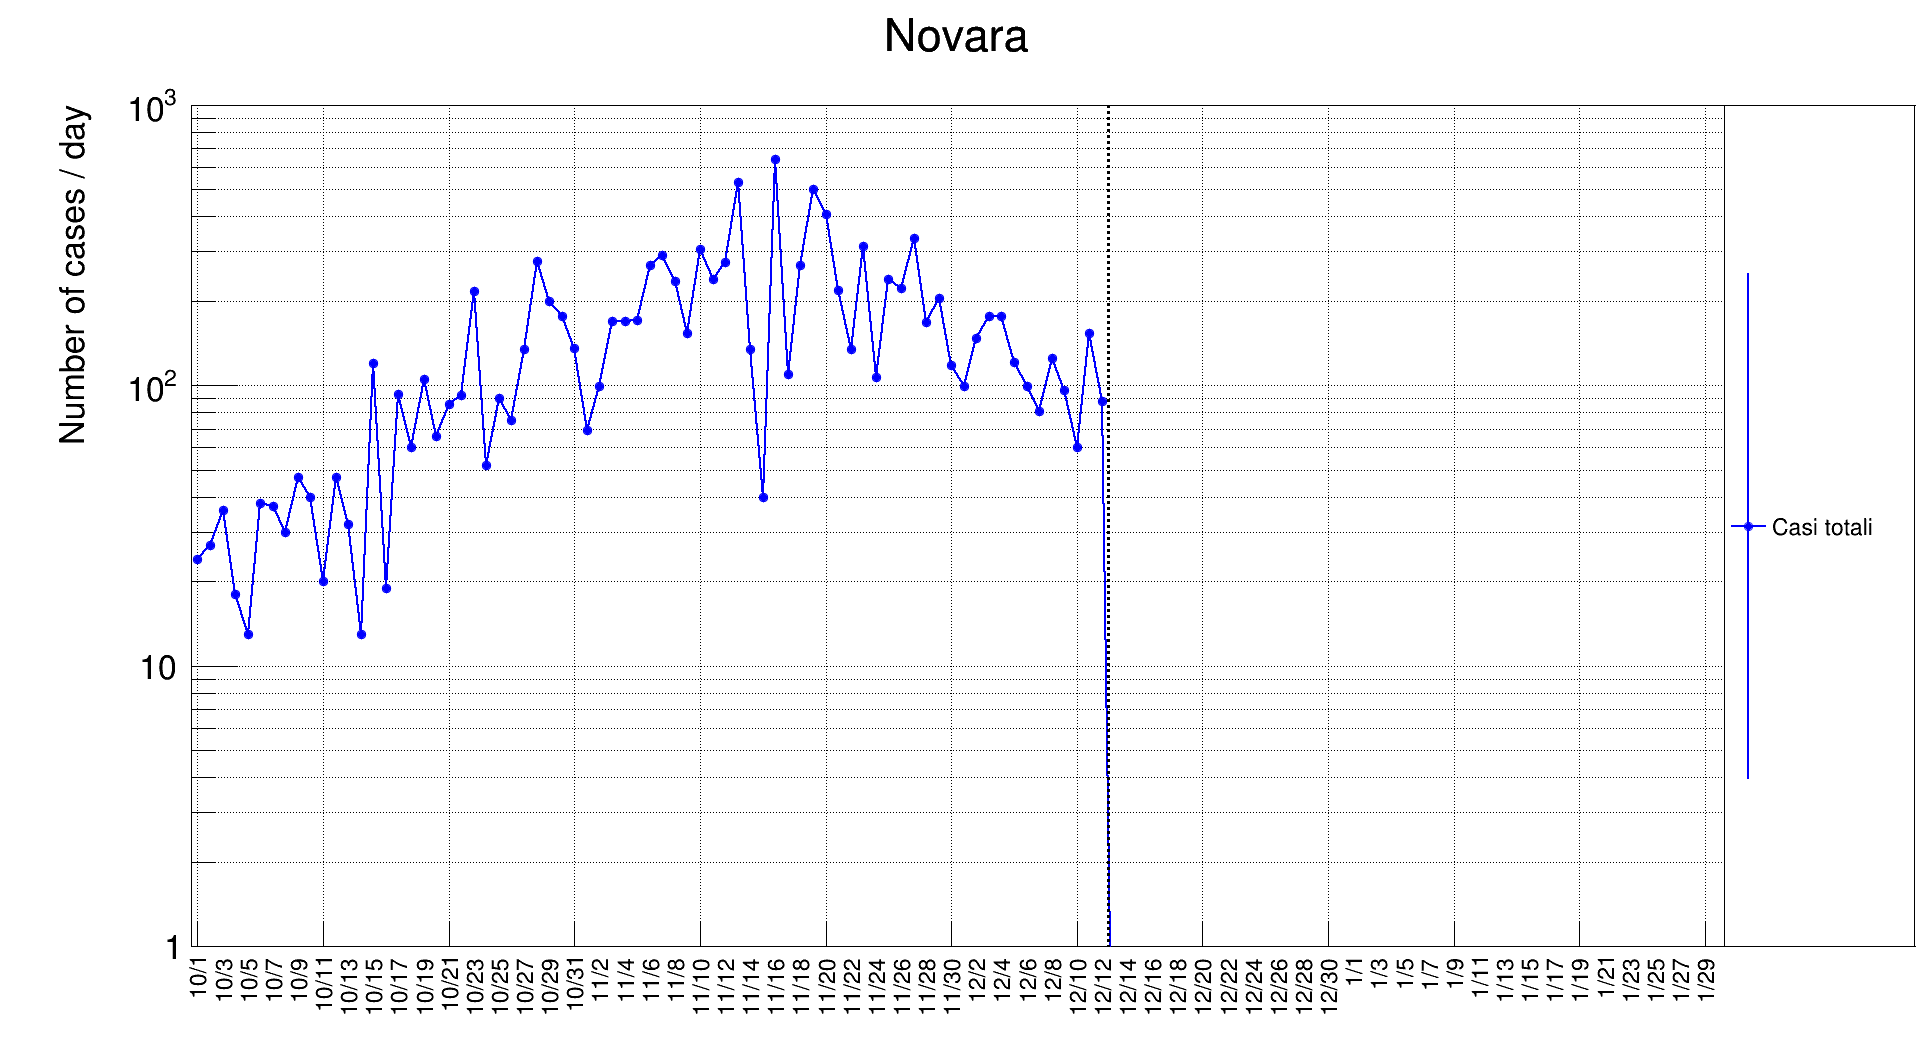 Novara
Number of cases / day
10³
10²
10
1
10/1 10/3 10/5 10/7 10/9 10/11 10/13 10/15 10/17 10/19 10/21 10/23 10/25 10/27 10/29 10/31 11/2 11/4 11/6 11/8 11/10 11/12 11/14 11/16 11/18 11/20 11/22 11/24 11/26 11/28 11/30 12/2 12/4 12/6 12/8 12/10 12/12 12/14 12/16 12/18 12/20 12/22 12/24 12/26 12/28 12/30 1/1 1/3 1/5 1/7 1/9 1/11 1/13 1/15 1/17 1/19 1/21 1/23 1/25 1/27 1/29
Casi totali